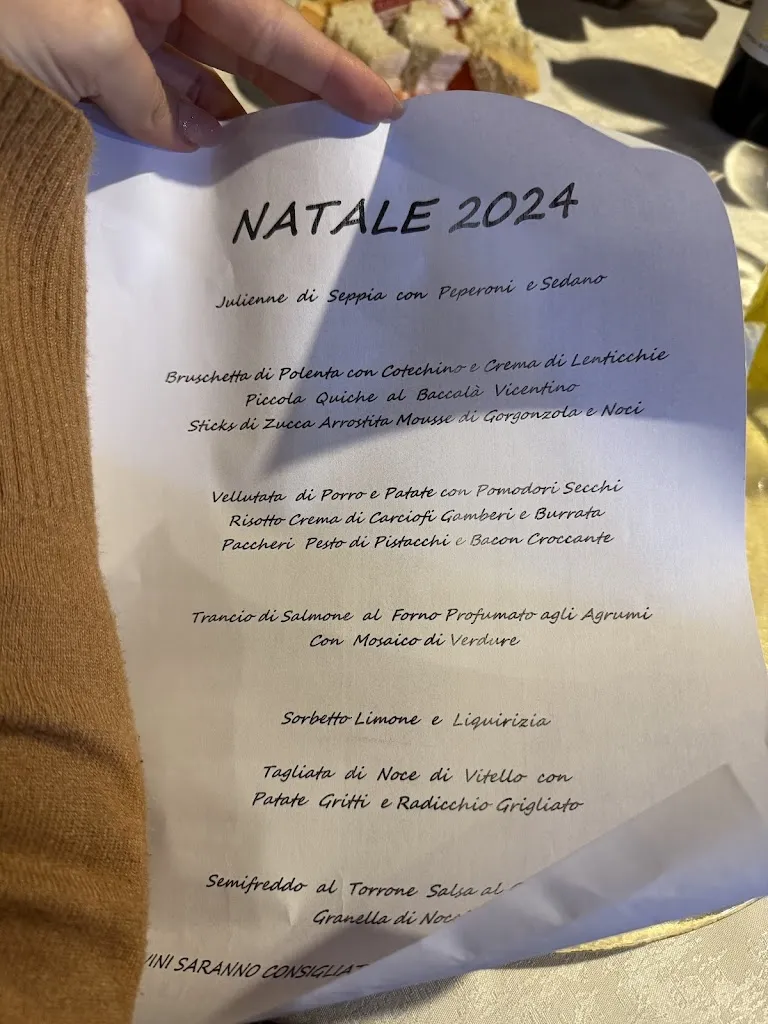 NATALE 2024
Julienne di Seppia con Peperoni e Sedano
Bruschetta di Polenta con Cotechino e Crema di Lenticchie
Piccola Quiche al Baccalà Vicentino
Sticks di Zucca Arrostita Mousse di Gorgonzola e Noci
Vellutata di Porro e Patate con Pomodori Secchi
Risotto Crema di Carciofi Gamberi e Burrata
Paccheri Pesto di Pistacchi e Bacon Croccante
Trancio di Salmone al Forno Profumato agli Agrumi
Con Mosaico di Verdure
Sorbetto Limone e Liquirizia
Tagliata di Noce di Vitello con
Patate Gritti e Radicchio Grigliato
Semifreddo al Torrone Salsa al
Granella di
VINI SARANNO